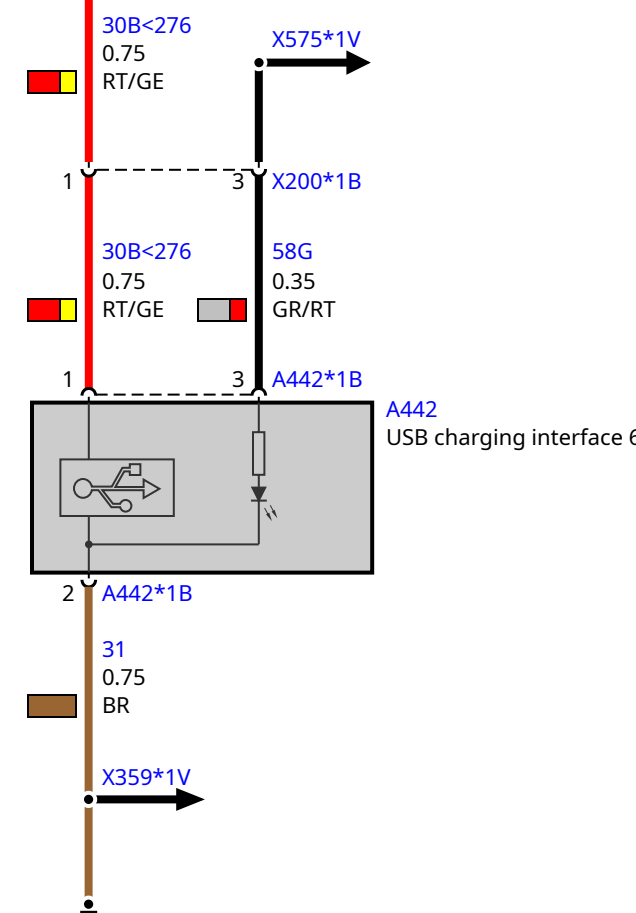 30B<276
0.75
RT/GE
X575*1V
1
3
X200*1B
30B<276
0.75
RT/GE
58G
0.35
GR/RT
1
3
A442*1B
A442
USB charging interface 6
2
A442*1B
31
0.75
BR
X359*1V